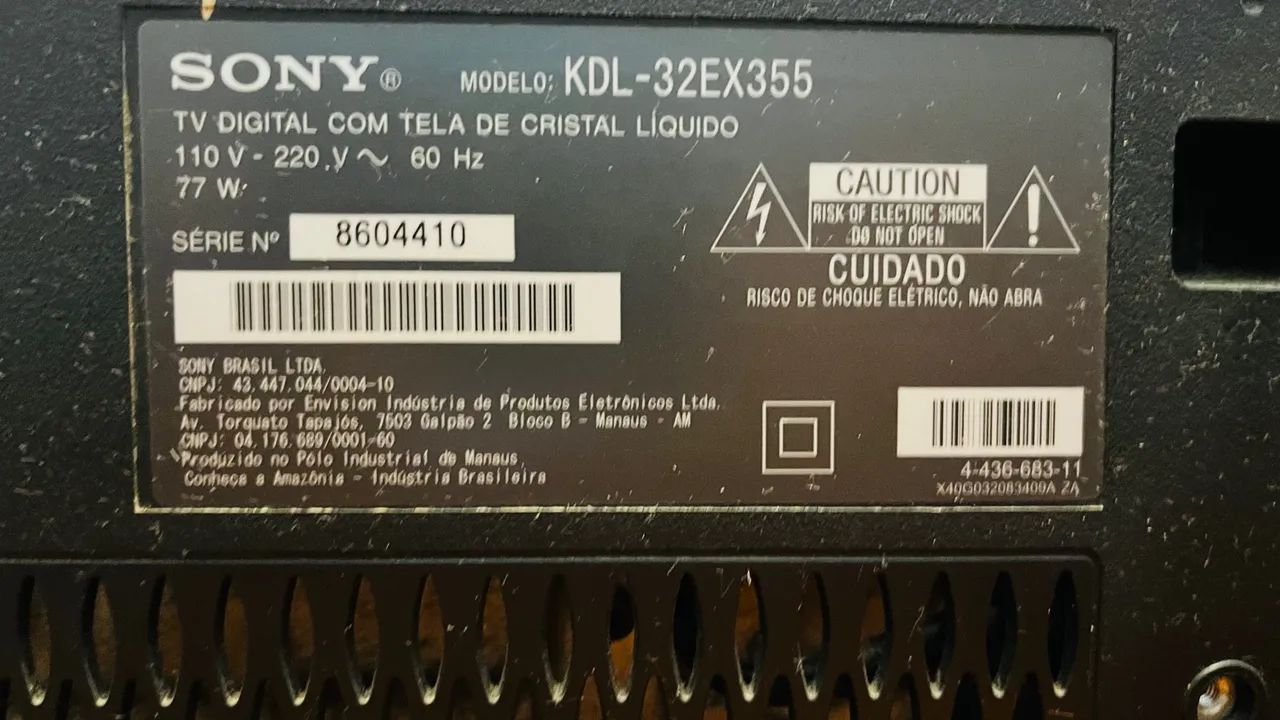 SONY® MODELO: KDL-32EX355
TV DIGITAL COM TELA DE CRISTAL LÍQUIDO
110 V - 220 V ~ 60 Hz
77 W
SÉRIE Nº 8604410
CAUTION
RISK OF ELECTRIC SHOCK
DO NOT OPEN
CUIDADO
RISCO DE CHOQUE ELÉTRICO, NÃO ABRA
SONY BRASIL LTDA.
CNPJ: 43.447.044/0004-10
Fabricado por Envision Indústria de Produtos Eletrônicos Ltda.
Av. Torquato Tapajós, 7503 Galpão 2 Bloco B - Manaus - AM
CNPJ: 04.176.689/0001-60
Produzido no Pólo Industrial de Manaus
Conheça a Amazônia - Indústria Brasileira
4-436-683-11
X40G032083409A ZA